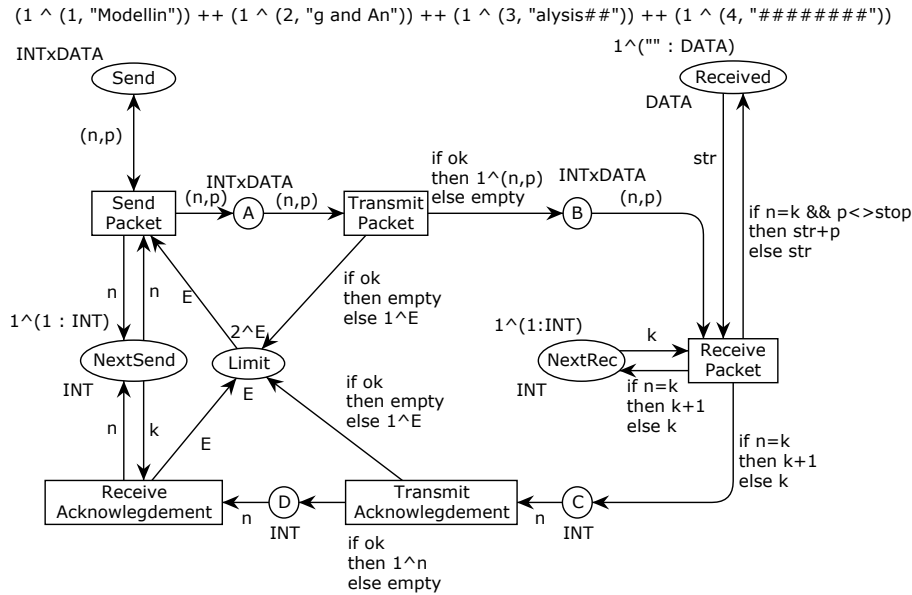 (1 ^ (1, "Modellin")) ++ (1 ^ (2, "g and An")) ++ (1 ^ (3, "alysis##")) ++ (1 ^ (4, "########"))
INTxDATA
Send
1^("" : DATA)
Received
DATA
(n,p)
str
if n=k && p<>stop
then str+p
else str
Send
Packet
(n,p)
INTxDATA
A
(n,p)
Transmit
Packet
if ok
then 1^(n,p)
else empty
INTxDATA
B
(n,p)
n
n
E
if ok
then empty
else 1^E
1^(1 : INT)
NextSend
INT
2^E
Limit
E
1^(1:INT)
NextRec
INT
k
if n=k
then k+1
else k
Receive
Packet
if ok
then empty
else 1^E
n
k
E
if n=k
then k+1
else k
Receive
Acknowlegdement
n
D
INT
Transmit
Acknowlegdement
n
C
INT
if ok
then 1^n
else empty